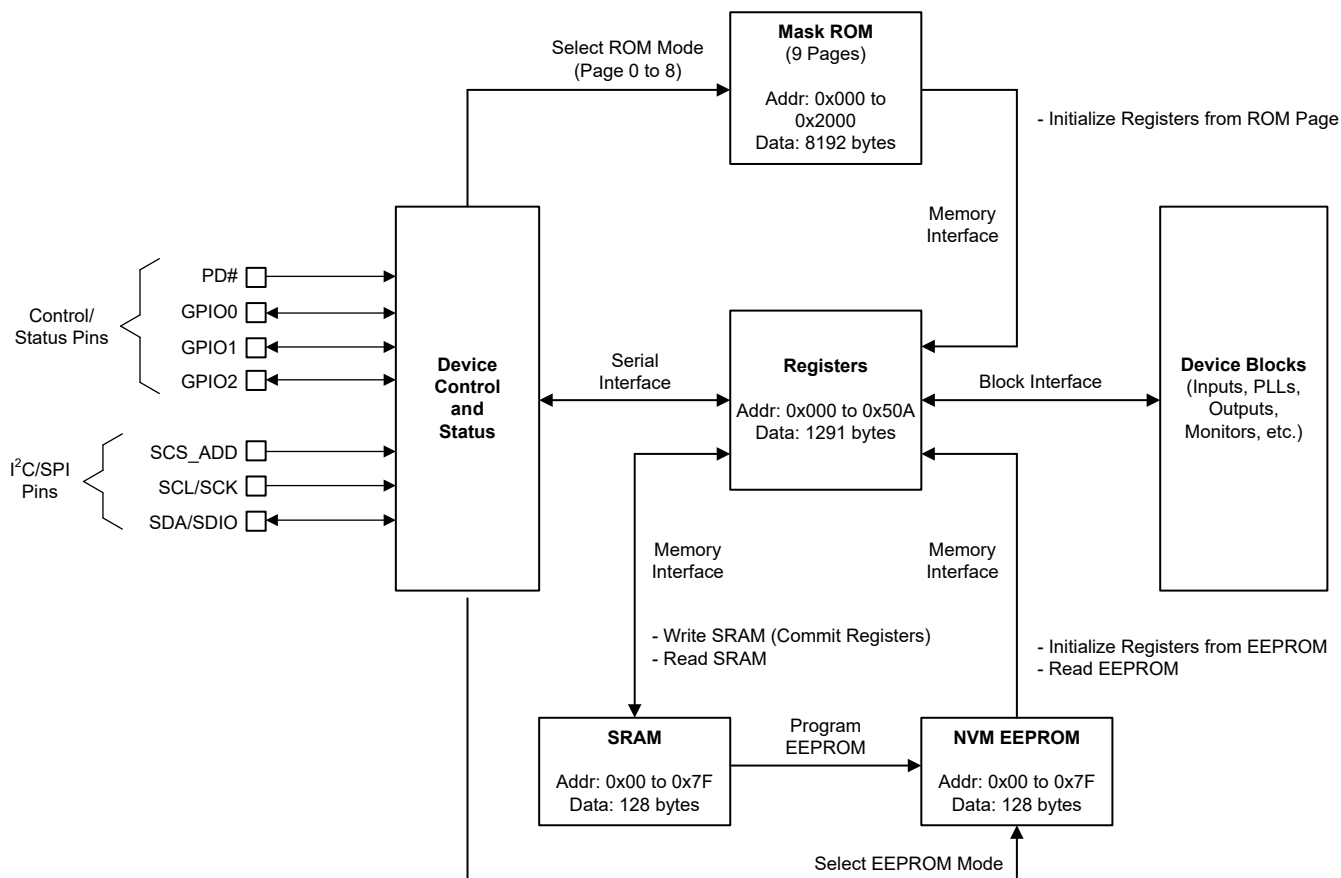 Mask ROM
(9 Pages)
Addr: 0x000 to
0x2000
Data: 8192 bytes
Select ROM Mode
(Page 0 to 8)
- Initialize Registers from ROM Page
Memory
Interface
Control/
Status Pins
PD#
GPIO0
GPIO1
GPIO2
I²C/SPI
Pins
SCS_ADD
SCL/SCK
SDA/SDIO
Device
Control
and
Status
Serial
Interface
Registers
Addr: 0x000 to 0x50A
Data: 1291 bytes
Block Interface
Device Blocks
(Inputs, PLLs,
Outputs,
Monitors, etc.)
Memory
Interface
Memory
Interface
- Write SRAM (Commit Registers)
- Read SRAM
- Initialize Registers from EEPROM
- Read EEPROM
SRAM
Addr: 0x00 to 0x7F
Data: 128 bytes
Program
EEPROM
NVM EEPROM
Addr: 0x00 to 0x7F
Data: 128 bytes
Select EEPROM Mode